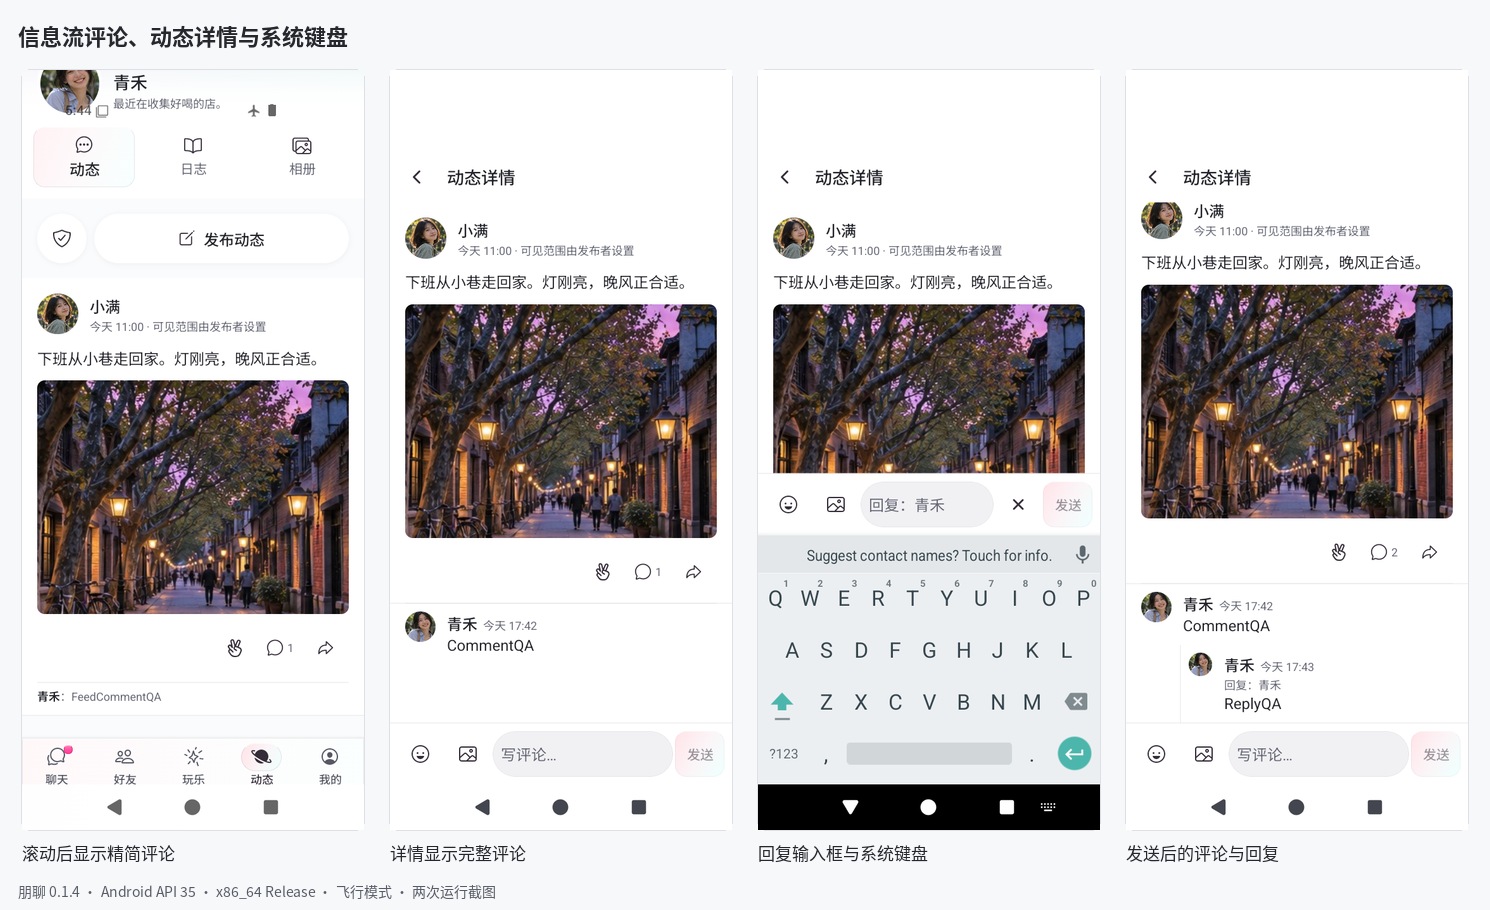 信息流评论、动态详情与系统键盘
青禾
最近在收集好喝的店。
5:44
动态
日志
相册
发布动态
小满
今天 11:00 · 可见范围由发布者设置
下班从小巷走回家。灯刚亮，晚风正合适。
1
青禾：FeedCommentQA
聊天
好友
玩乐
动态
我的
滚动后显示精简评论
动态详情
小满
今天 11:00 · 可见范围由发布者设置
下班从小巷走回家。灯刚亮，晚风正合适。
1
青禾 今天 17:42
CommentQA
写评论...
发送
详情显示完整评论
动态详情
小满
今天 11:00 · 可见范围由发布者设置
下班从小巷走回家。灯刚亮，晚风正合适。
回复：青禾
发送
Suggest contact names? Touch for info.
1 2 3 4 5 6 7 8 9 0
Q W E R T Y U I O P
A S D F G H J K L
Z X C V B N M
?123 , .
回复输入框与系统键盘
动态详情
小满
今天 11:00 · 可见范围由发布者设置
下班从小巷走回家。灯刚亮，晚风正合适。
2
青禾 今天 17:42
CommentQA
青禾 今天 17:43
回复：青禾
ReplyQA
写评论...
发送
发送后的评论与回复
朋聊 0.1.4 · Android API 35 · x86_64 Release · 飞行模式 · 两次运行截图